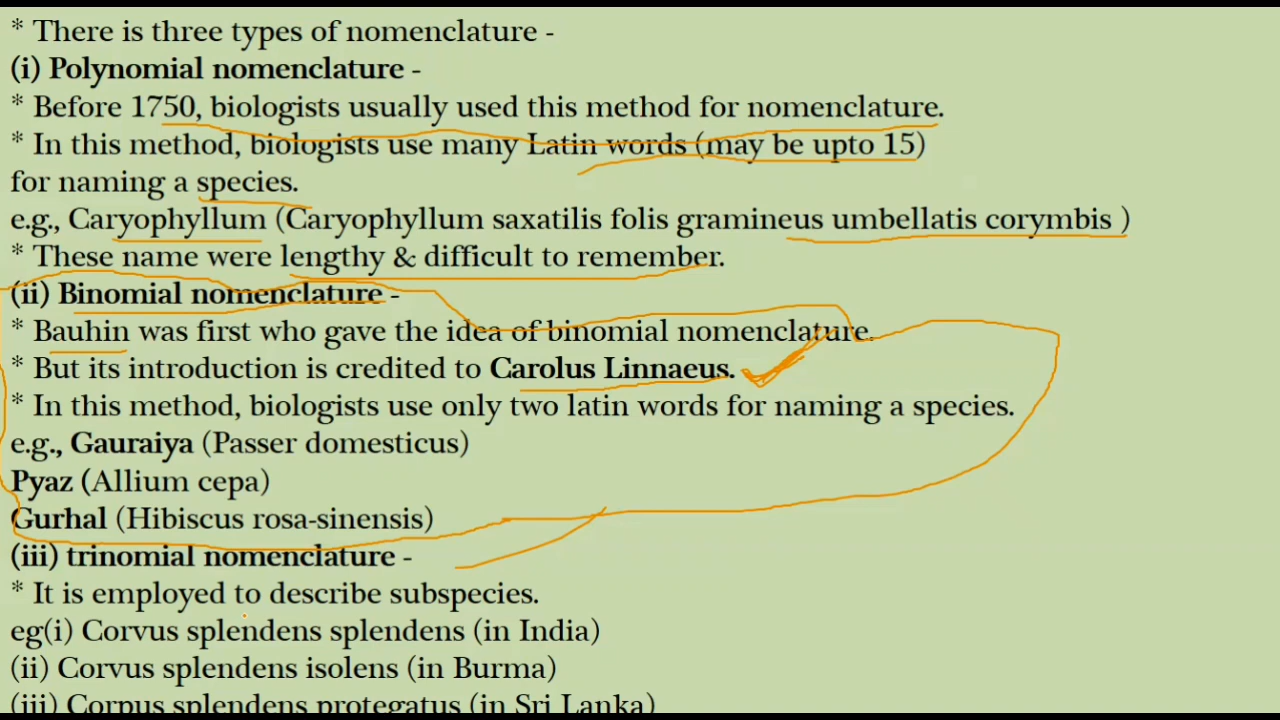 * There is three types of nomenclature -
(i) Polynomial nomenclature -
* Before 1750, biologists usually used this method for nomenclature.
* In this method, biologists use many Latin words (may be upto 15)
for naming a species.
e.g., Caryophyllum (Caryophyllum saxatilis folis gramineus umbellatis corymbis )
* These name were lengthy & difficult to remember.
(ii) Binomial nomenclature -
* Bauhin was first who gave the idea of binomial nomenclature.
* But its introduction is credited to Carolus Linnaeus.
* In this method, biologists use only two latin words for naming a species.
e.g., Gauraiya (Passer domesticus)
Pyaz (Allium cepa)
Gurhal (Hibiscus rosa-sinensis)
(iii) trinomial nomenclature -
* It is employed to describe subspecies.
eg(i) Corvus splendens splendens (in India)
(ii) Corvus splendens isolens (in Burma)
(iii) Corpus splendens protegatus (in Sri Lanka)